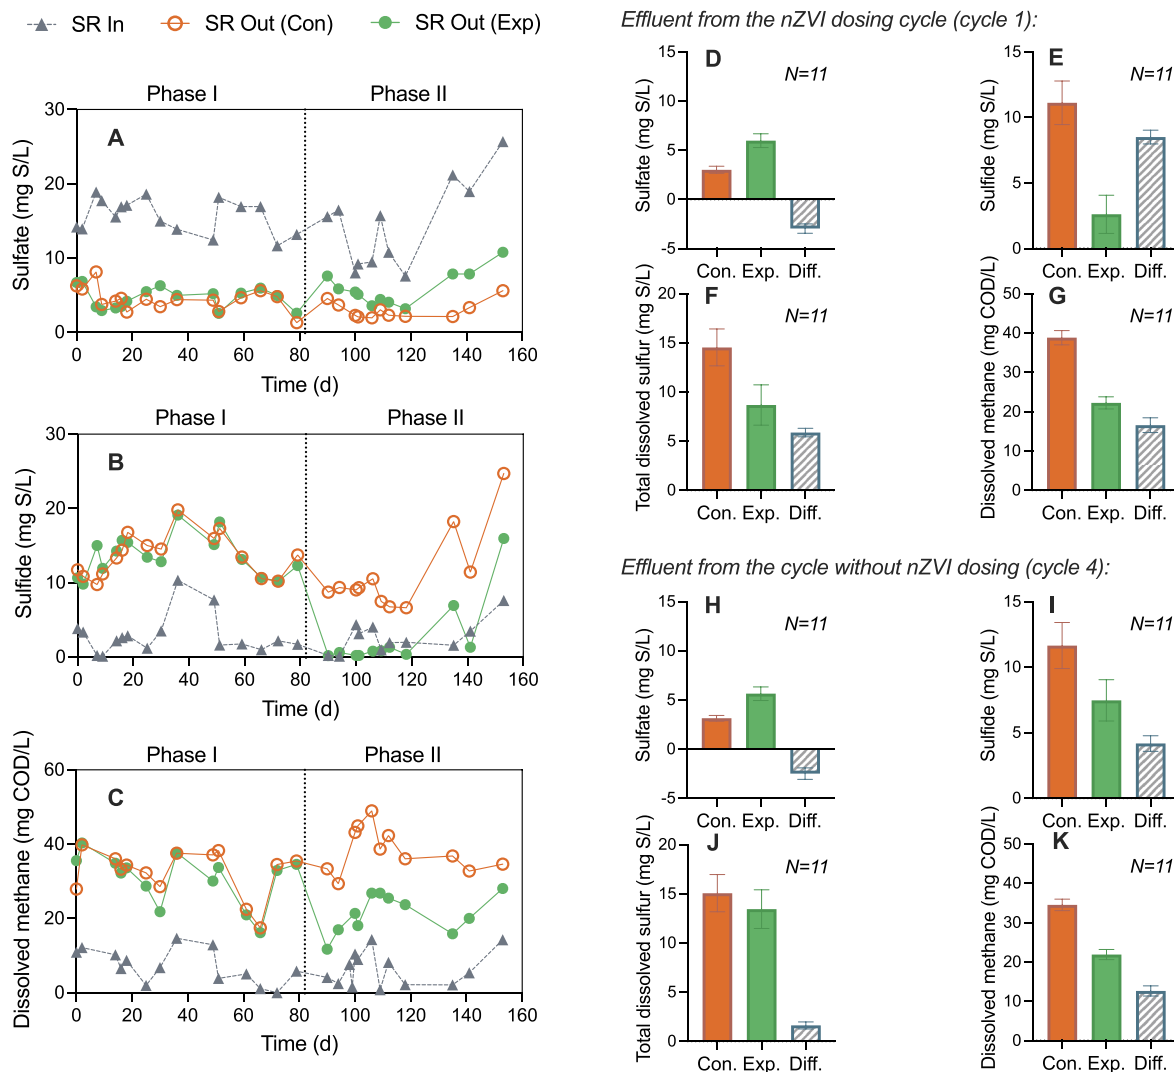 SR In SR Out (Con) SR Out (Exp)
Phase I Phase II
A
Sulfate (mg S/L)
30
20
10
0
0 20 40 60 80 100 120 140 160
Time (d)
Phase I Phase II
B
Sulfide (mg S/L)
30
20
10
0
0 20 40 60 80 100 120 140 160
Time (d)
Phase I Phase II
C
Dissolved methane (mg COD/L)
60
40
20
0
0 20 40 60 80 100 120 140 160
Time (d)
Effluent from the nZVI dosing cycle (cycle 1):
D
N=11
Sulfate (mg S/L)
15
10
5
0
-5
Con. Exp. Diff.
E
N=11
Sulfide (mg S/L)
15
10
5
0
Con. Exp. Diff.
F
N=11
Total dissolved sulfur (mg S/L)
20
15
10
5
0
Con. Exp. Diff.
G
N=11
Dissolved methane (mg COD/L)
50
40
30
20
10
0
Con. Exp. Diff.
Effluent from the cycle without nZVI dosing (cycle 4):
H
N=11
Sulfate (mg S/L)
15
10
5
0
-5
Con. Exp. Diff.
I
N=11
Sulfide (mg S/L)
15
10
5
0
Con. Exp. Diff.
J
N=11
Total dissolved sulfur (mg S/L)
20
15
10
5
0
Con. Exp. Diff.
K
N=11
Dissolved methane (mg COD/L)
50
40
30
20
10
0
Con. Exp. Diff.